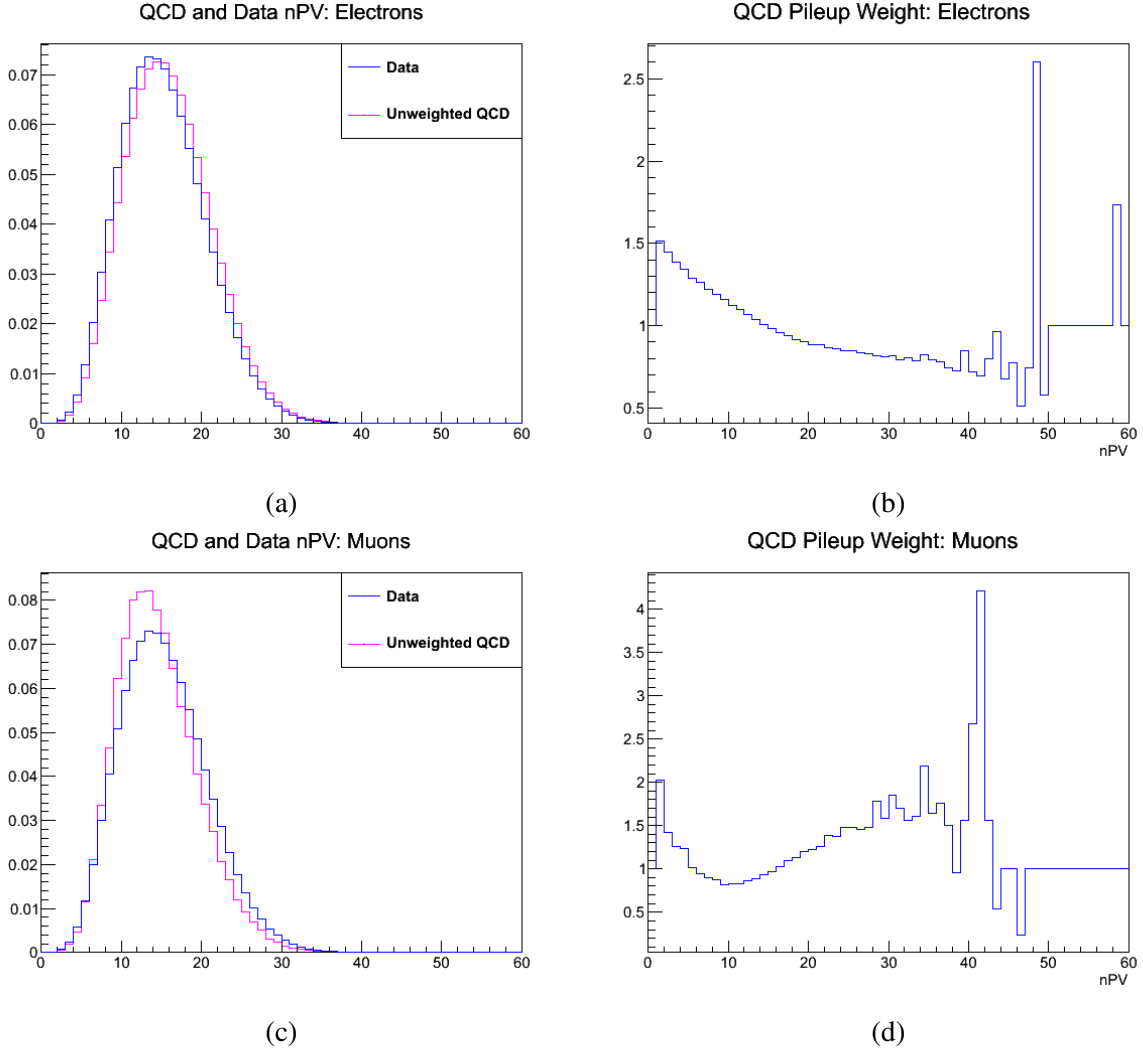 QCD and Data nPV: Electrons
Data
Unweighted QCD
0.07
0.06
0.05
0.04
0.03
0.02
0.01
0
0 10 20 30 40 50 60
(a)
QCD Pileup Weight: Electrons
2.5
2
1.5
1
0.5
0 10 20 30 40 50 60
nPV
(b)
QCD and Data nPV: Muons
Data
Unweighted QCD
0.08
0.07
0.06
0.05
0.04
0.03
0.02
0.01
0
0 10 20 30 40 50 60
(c)
QCD Pileup Weight: Muons
4
3.5
3
2.5
2
1.5
1
0.5
0 10 20 30 40 50 60
nPV
(d)